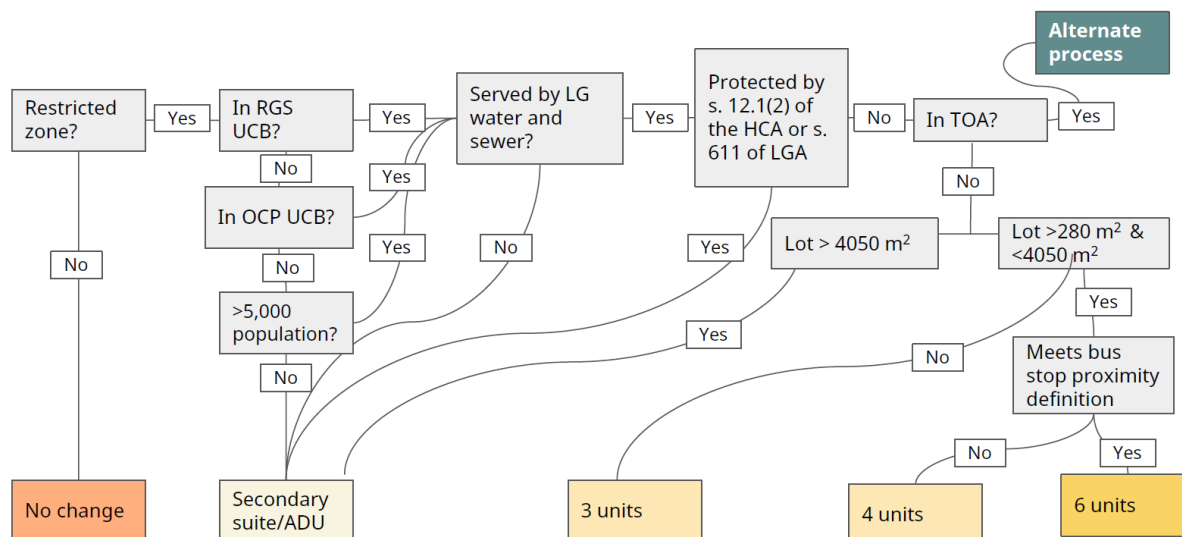 Alternate
process
Restricted
zone?
Yes
In RGS
UCB?
Yes
Served by LG
water and
sewer?
Yes
Protected by
s. 12.1(2) of
the HCA or s.
611 of LGA
No
In TOA?
Yes
No
Yes
No
In OCP UCB?
Lot > 4050 m²
Lot >280 m² &
<4050 m²
No
No
Yes
No
Yes
>5,000
population?
Yes
Yes
No
No
Meets bus
stop proximity
definition
No
Yes
No change
Secondary
suite/ADU
3 units
4 units
6 units